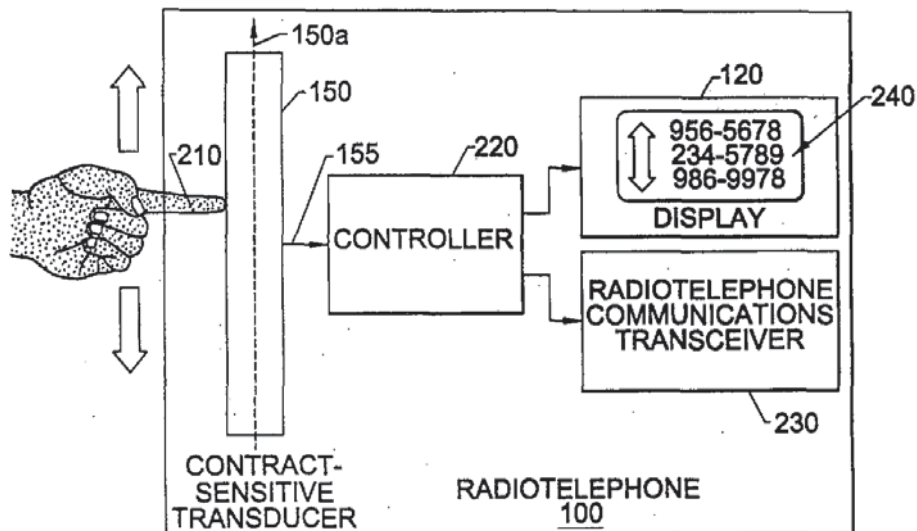 150a
150
210
155
CONTRACT-
SENSITIVE
TRANSDUCER
220
CONTROLLER
120
240
956-5678
234-5789
986-9978
DISPLAY
RADIOTELEPHONE
COMMUNICATIONS
TRANSCEIVER
230
RADIOTELEPHONE
100